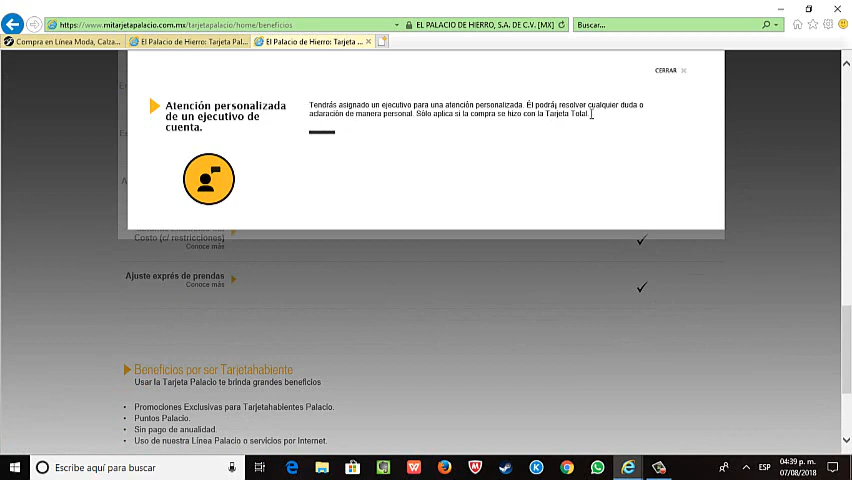 https://www.mitarjetapalacio.com.mx/tarjetapalacio/home/beneficios
EL PALACIO DE HIERRO, S.A. DE C.V. [MX]
Buscar...
Compra en Línea Moda, Calza...
El Palacio de Hierro: Tarjeta Pal...
El Palacio de Hierro: Tarjeta ...
CERRAR
Atención personalizada
de un ejecutivo de
cuenta.
Tendrás asignado un ejecutivo para una atención personalizada. Él podrá¡ resolver cualquier duda o
aclaración de manera personal. Sólo aplica si la compra se hizo con la Tarjeta Total.
Costo (c/ restricciones)
Conoce más
Ajuste exprés de prendas
Conoce más
Beneficios por ser Tarjetahabiente
Usar la Tarjeta Palacio te brinda grandes beneficios
• Promociones Exclusivas para Tarjetahabientes Palacio.
• Puntos Palacio.
• Sin pago de anualidad.
• Uso de nuestra Línea Palacio o servicios por Internet.
Escribe aquí para buscar
ESP
04:39 p. m.
07/08/2018